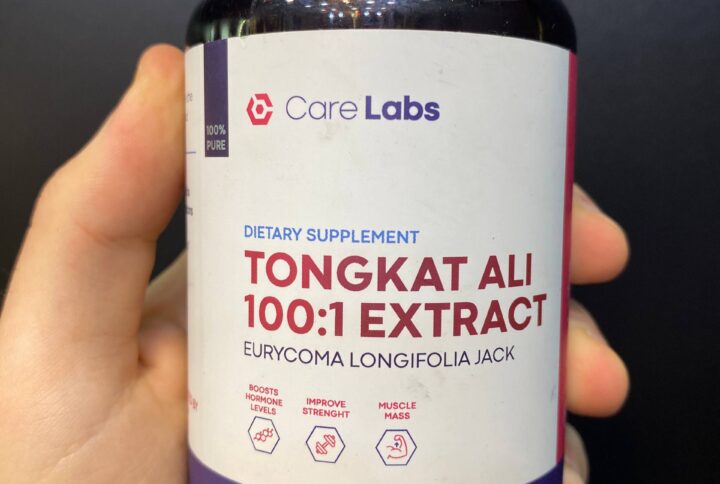 Care Labs
100%
PURE
DIETARY SUPPLEMENT
TONGKAT ALI
100:1 EXTRACT
EURYCOMA LONGIFOLIA JACK
BOOSTS
HORMONE
LEVELS
IMPROVE
STRENGHT
MUSCLE
MASS